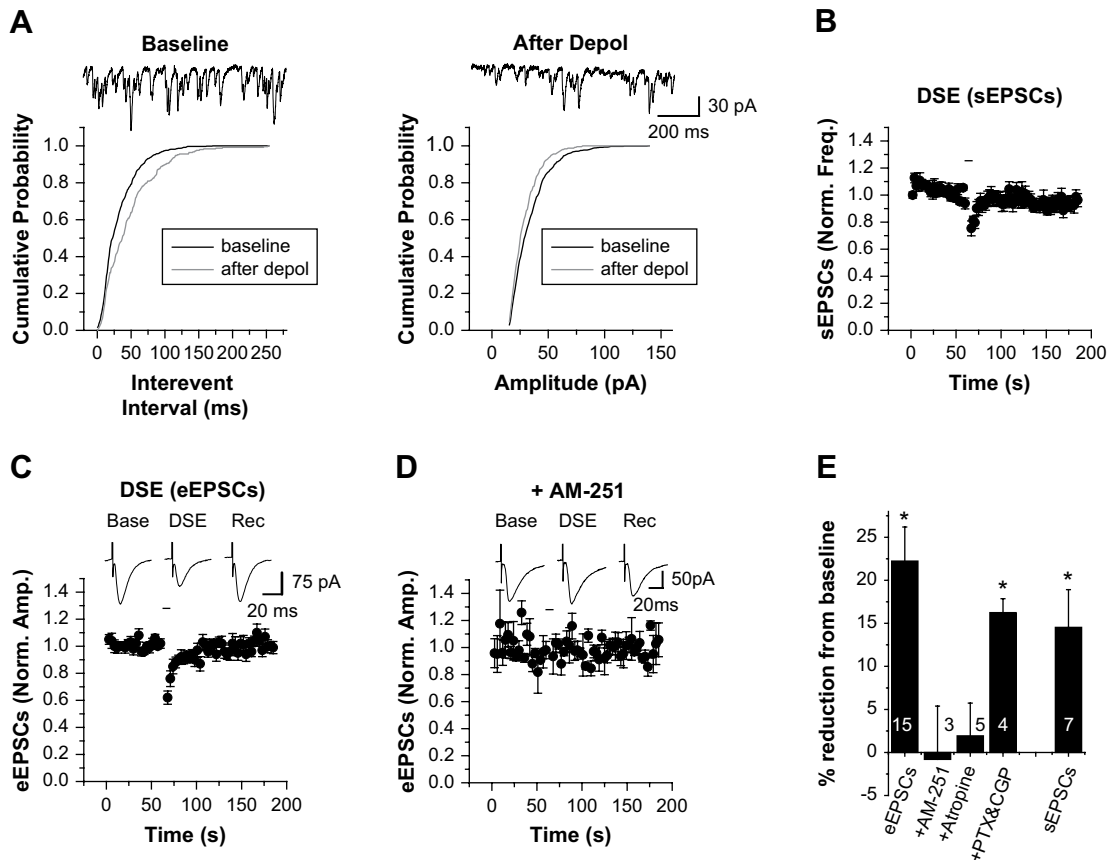 A
Baseline
After Depol
30 pA
200 ms
Cumulative Probability
1.0
0.8
0.6
0.4
0.2
0.0
baseline
after depol
0 50 100 150 200 250
Interevent
Interval (ms)
Cumulative Probability
1.0
0.8
0.6
0.4
0.2
0.0
baseline
after depol
0 50 100 150
Amplitude (pA)
B
DSE (sEPSCs)
sEPSCs (Norm. Freq.)
1.4
1.2
1.0
0.8
0.6
0.4
0.2
0.0
0 50 100 150 200
Time (s)
C
DSE (eEPSCs)
Base DSE Rec
75 pA
20 ms
eEPSCs (Norm. Amp.)
1.4
1.2
1.0
0.8
0.6
0.4
0.2
0.0
0 50 100 150 200
Time (s)
D
+ AM-251
Base DSE Rec
50pA
20ms
eEPSCs (Norm. Amp.)
1.4
1.2
1.0
0.8
0.6
0.4
0.2
0.0
0 50 100 150 200
Time (s)
E
% reduction from baseline
25
20
15
10
5
0
-5
* * *
15 3 5 4 7
eEPSCs
+AM-251
+Atropine
+PTX&CGP
sEPSCs